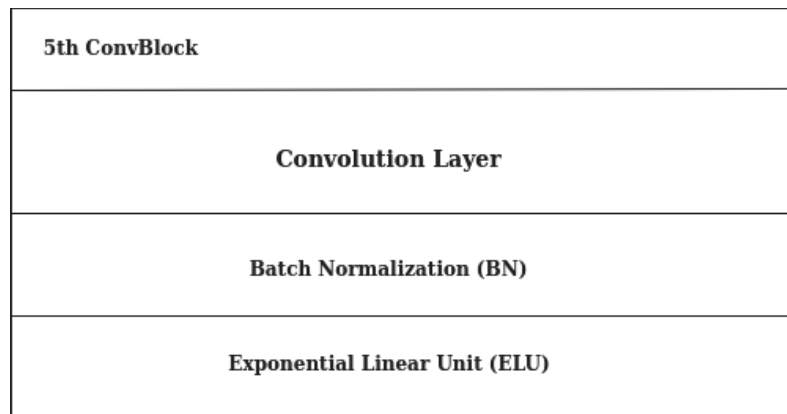 5th ConvBlock
Convolution Layer
Batch Normalization (BN)
Exponential Linear Unit (ELU)